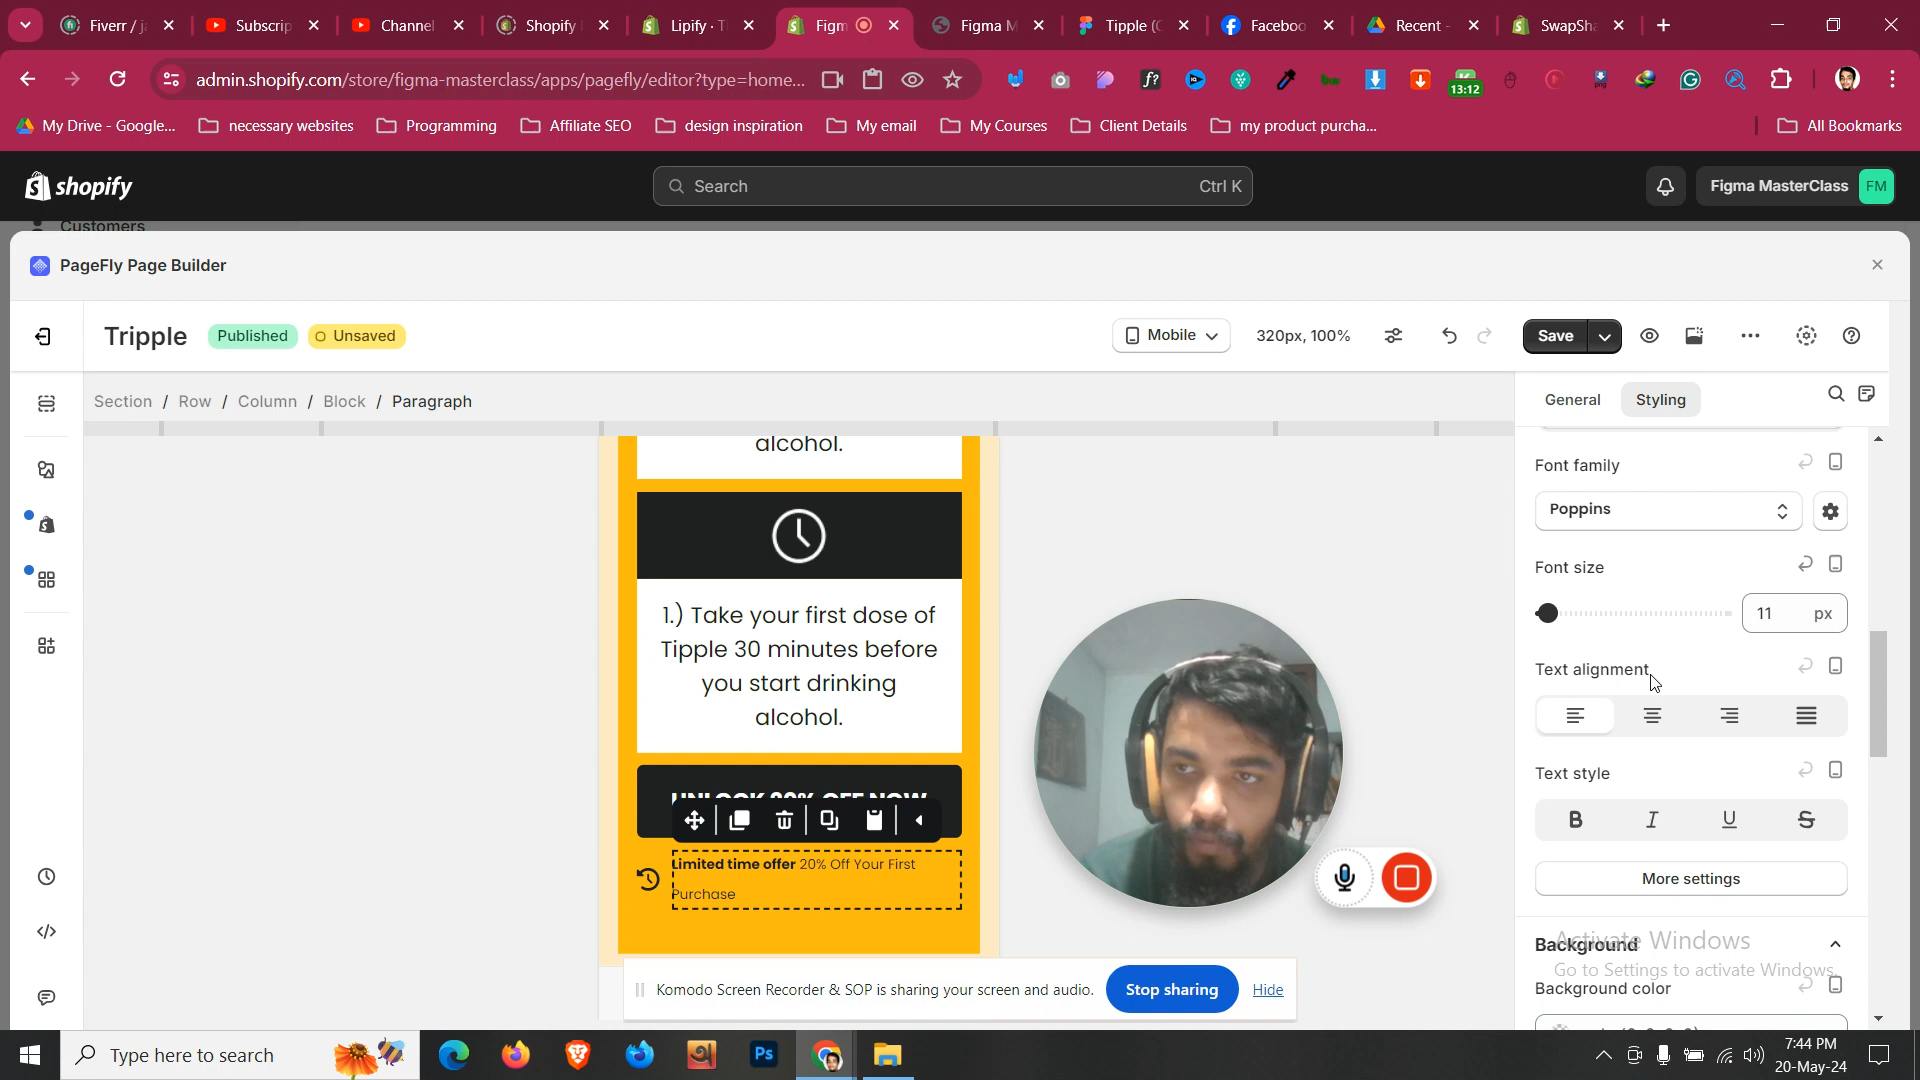 Fiverr / ja
Subscrip
Channel
Shopify
Lipify · T
Figm
Figma M
Tipple (C
Faceboo
Recent -
SwapSha
admin.shopify.com/store/figma-masterclass/apps/pagefly/editor?type=home...
13:12
My Drive - Google...
necessary websites
Programming
Affiliate SEO
design inspiration
My email
My Courses
Client Details
my product purcha...
All Bookmarks
shopify
Search
Ctrl K
Figma MasterClass
FM
Customers
PageFly Page Builder
Tripple
Published
Unsaved
Mobile
320px, 100%
Save
Section / Row / Column / Block / Paragraph
General
Styling
alcohol.
1.) Take your first dose of
Tipple 30 minutes before
you start drinking
alcohol.
UNLOCK 20% OFF NOW
Limited time offer 20% Off Your First
Purchase
Font family
Poppins
Font size
11 px
Text alignment
Text style
B I U S
More settings
Background
Background color
Activate Windows
Go to Settings to activate Windows.
Komodo Screen Recorder & SOP is sharing your screen and audio.
Stop sharing
Hide
Type here to search
Ps
7:44 PM
20-May-24